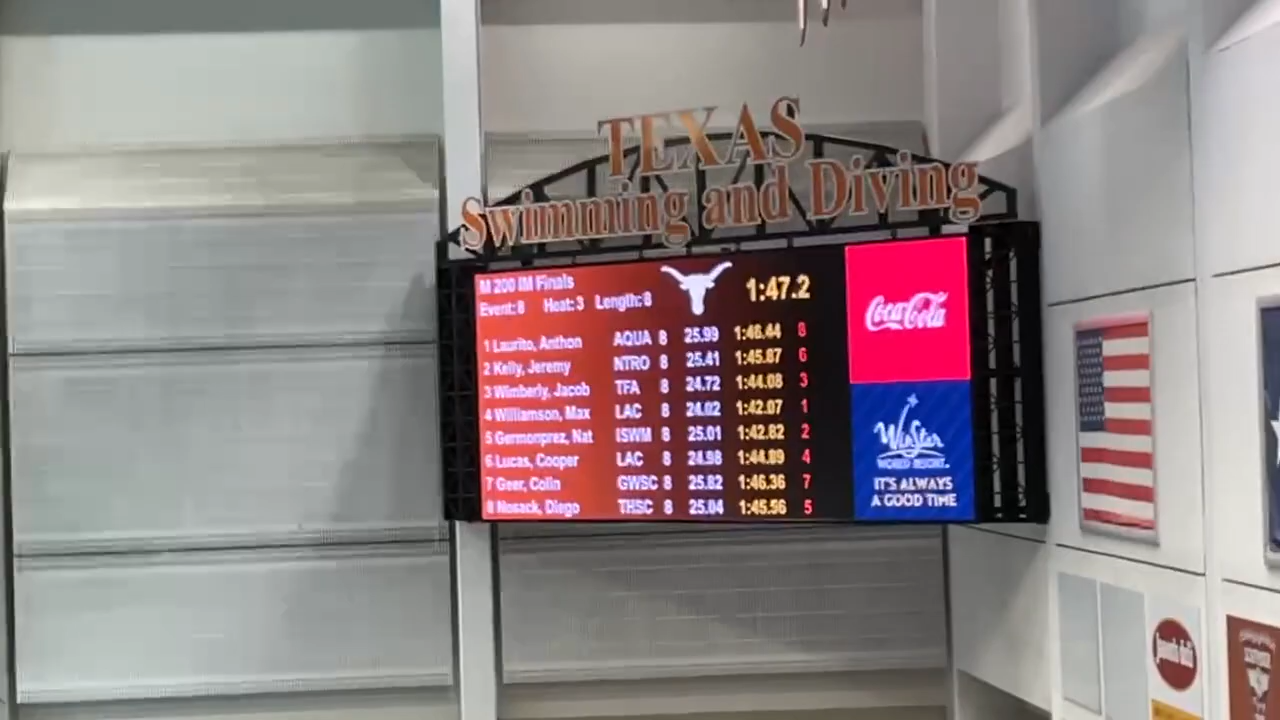 TEXAS
Swimming and Diving
M 200 IM Finals
1:47.2
Event:8 Heat:3 Length:8
1 Laurito, Anthon AQUA 8 25.99 1:46.44 8
2 Kelly, Jeremy NTRO 8 25.41 1:45.87 6
3 Wimberly, Jacob TFA 8 24.72 1:44.08 3
4 Williamson, Max LAC 8 24.02 1:42.07 1
5 Germonprez, Nat ISWM 8 25.01 1:42.82 2
6 Lucas, Cooper LAC 8 24.98 1:44.89 4
7 Geer, Colin GWSC 8 25.82 1:46.36 7
8 Nosack, Diego THSC 8 25.04 1:45.56 5
Coca-Cola
WinStar
WORLD RESORT
IT'S ALWAYS
A GOOD TIME